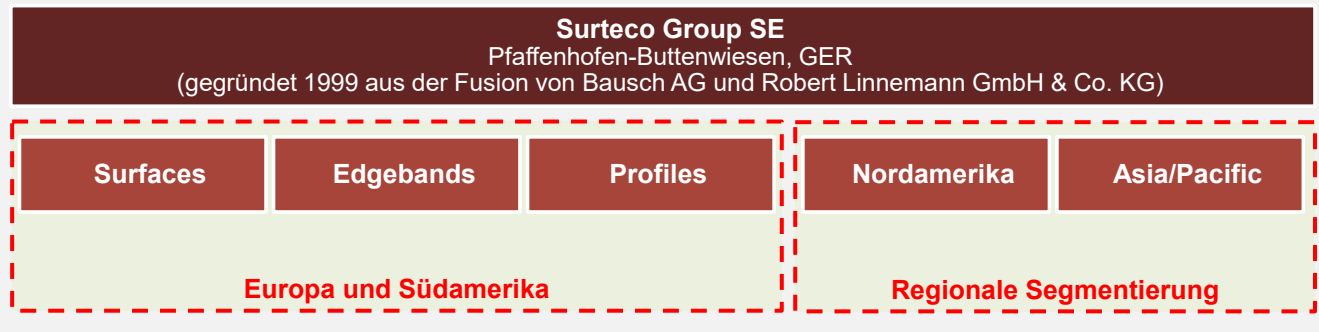 Surteco Group SE
Pfaffenhofen-Buttenwiesen, GER
(gegründet 1999 aus der Fusion von Bausch AG und Robert Linnemann GmbH & Co. KG)
Surfaces
Edgebands
Profiles
Nordamerika
Asia/Pacific
Europa und Südamerika
Regionale Segmentierung